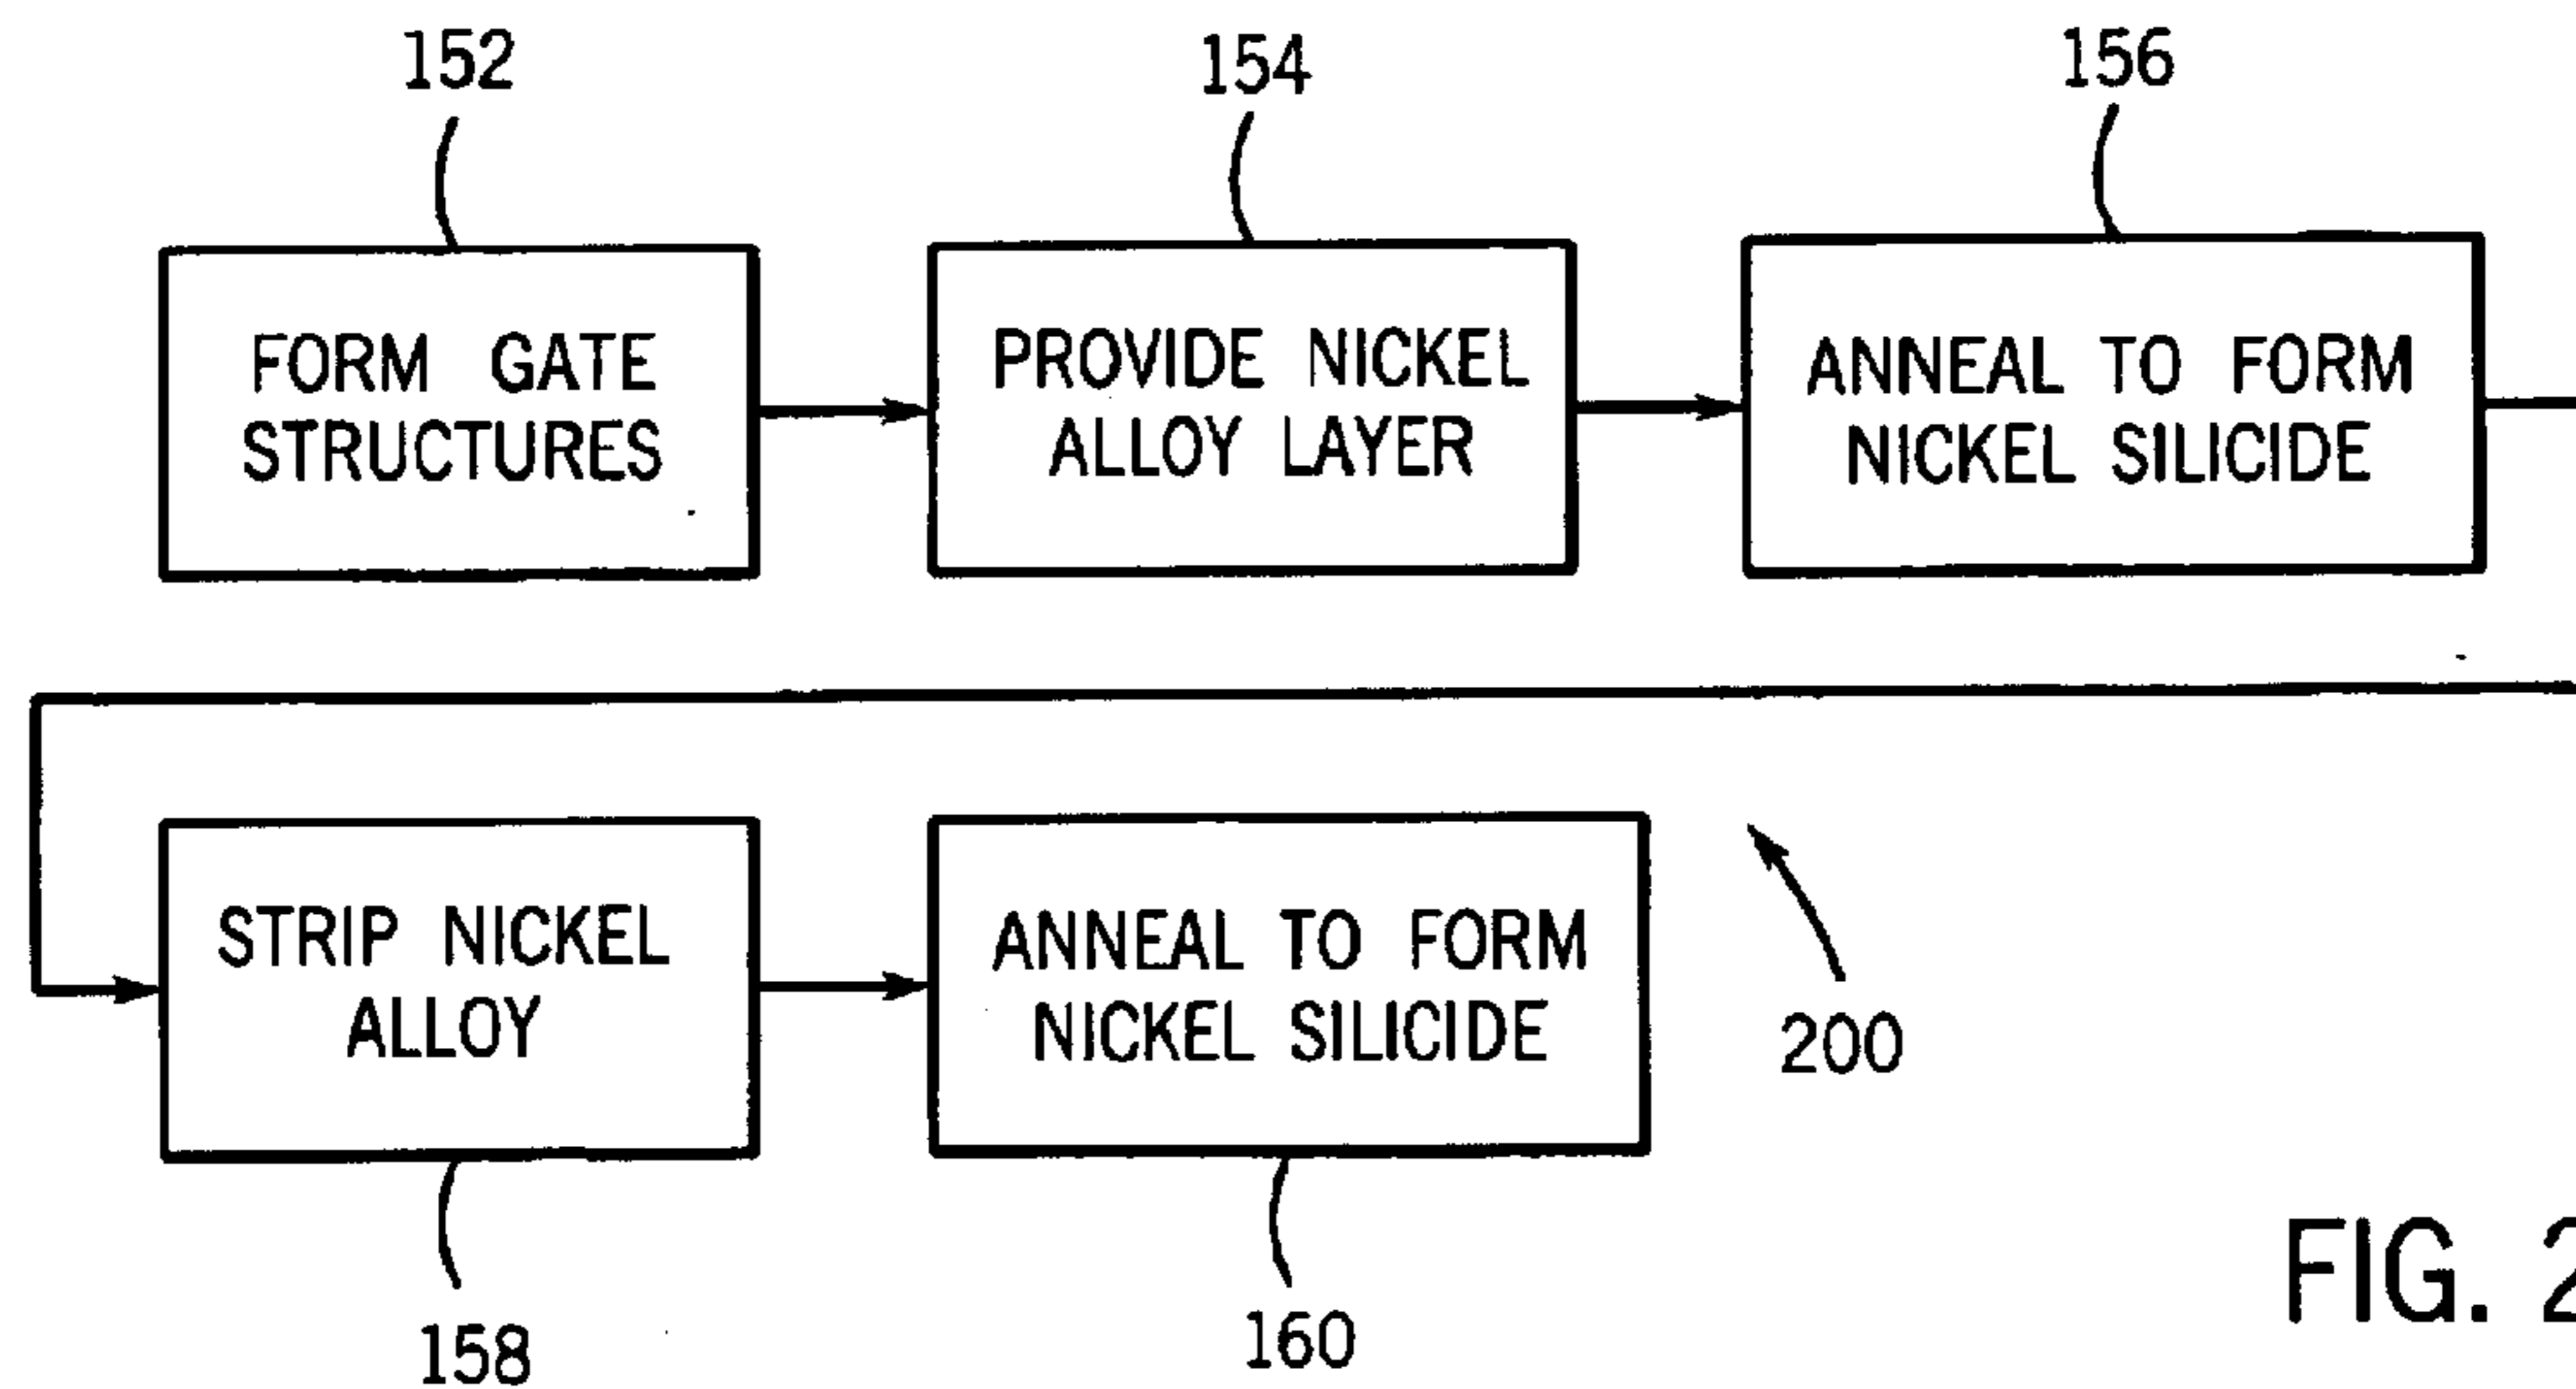 152
154
156
FORM GATE
STRUCTURES
PROVIDE NICKEL
ALLOY LAYER
ANNEAL TO FORM
NICKEL SILICIDE
STRIP NICKEL
ALLOY
ANNEAL TO FORM
NICKEL SILICIDE
200
158
160
FIG. 2